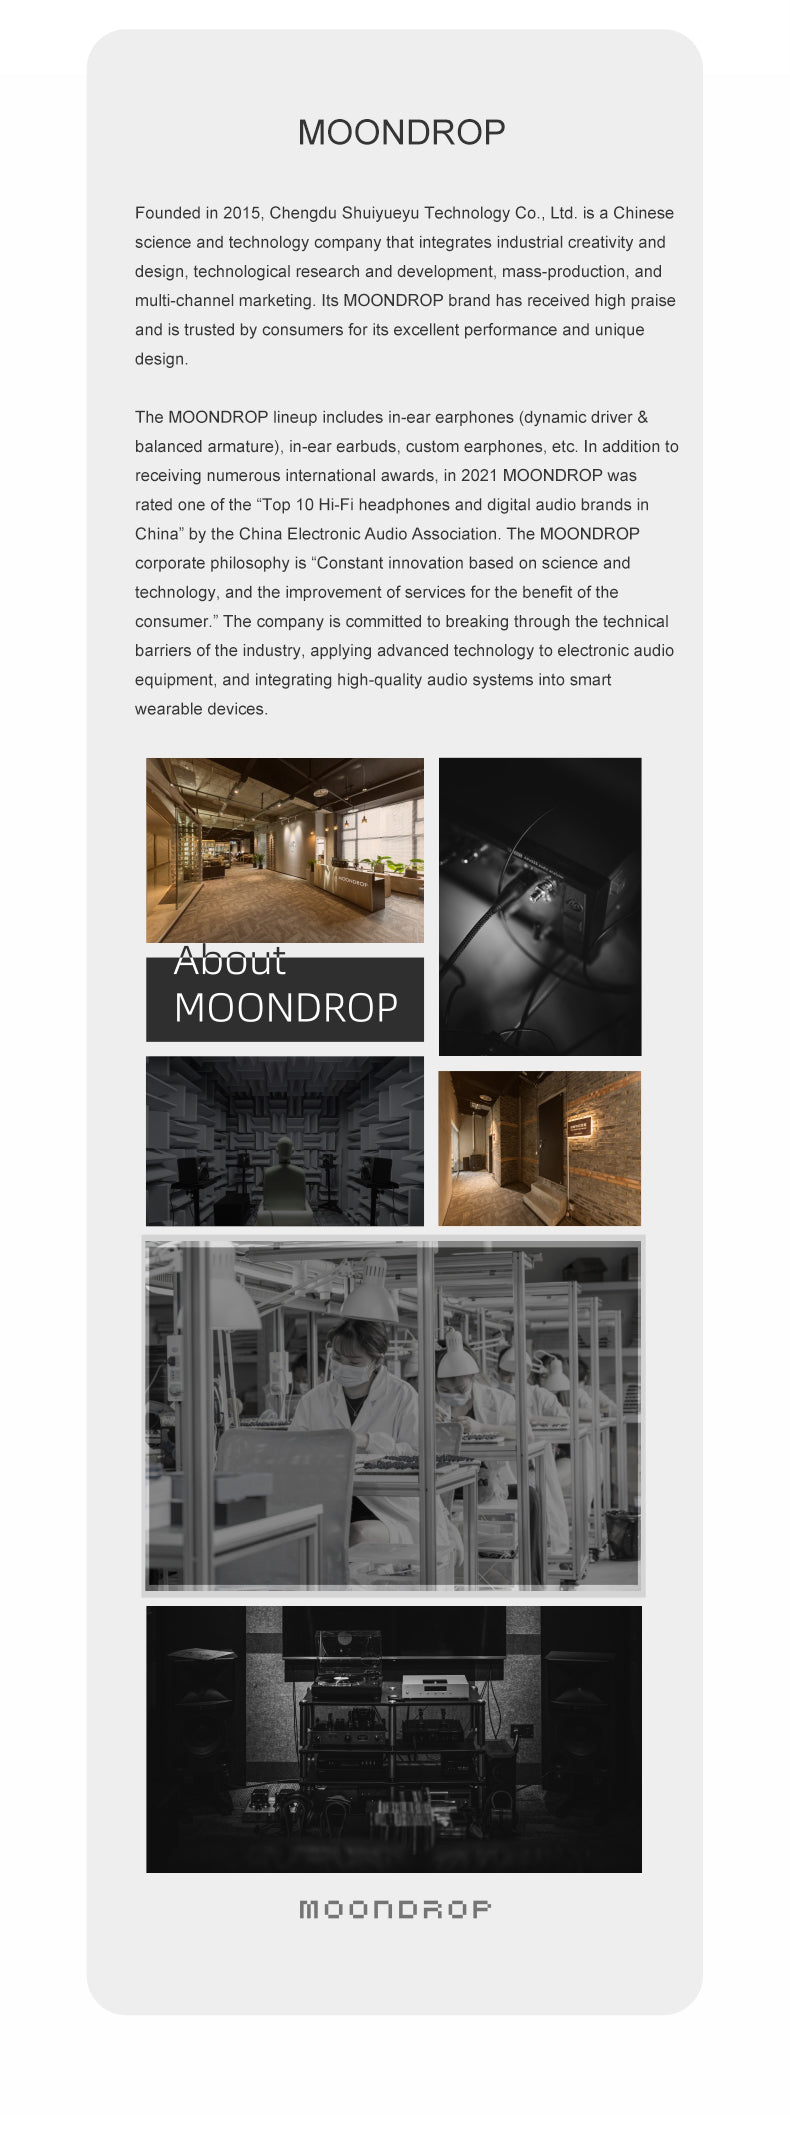 MOONDROP
Founded in 2015, Chengdu Shuiyueyu Technology Co., Ltd. is a Chinese
science and technology company that integrates industrial creativity and
design, technological research and development, mass-production, and
multi-channel marketing. Its MOONDROP brand has received high praise
and is trusted by consumers for its excellent performance and unique
design.
The MOONDROP lineup includes in-ear earphones (dynamic driver &
balanced armature), in-ear earbuds, custom earphones, etc. In addition to
receiving numerous international awards, in 2021 MOONDROP was
rated one of the “Top 10 Hi-Fi headphones and digital audio brands in
China” by the China Electronic Audio Association. The MOONDROP
corporate philosophy is “Constant innovation based on science and
technology, and the improvement of services for the benefit of the
consumer.” The company is committed to breaking through the technical
barriers of the industry, applying advanced technology to electronic audio
equipment, and integrating high-quality audio systems into smart
wearable devices.
MOONDROP
About
MOONDROP
MOONDROP